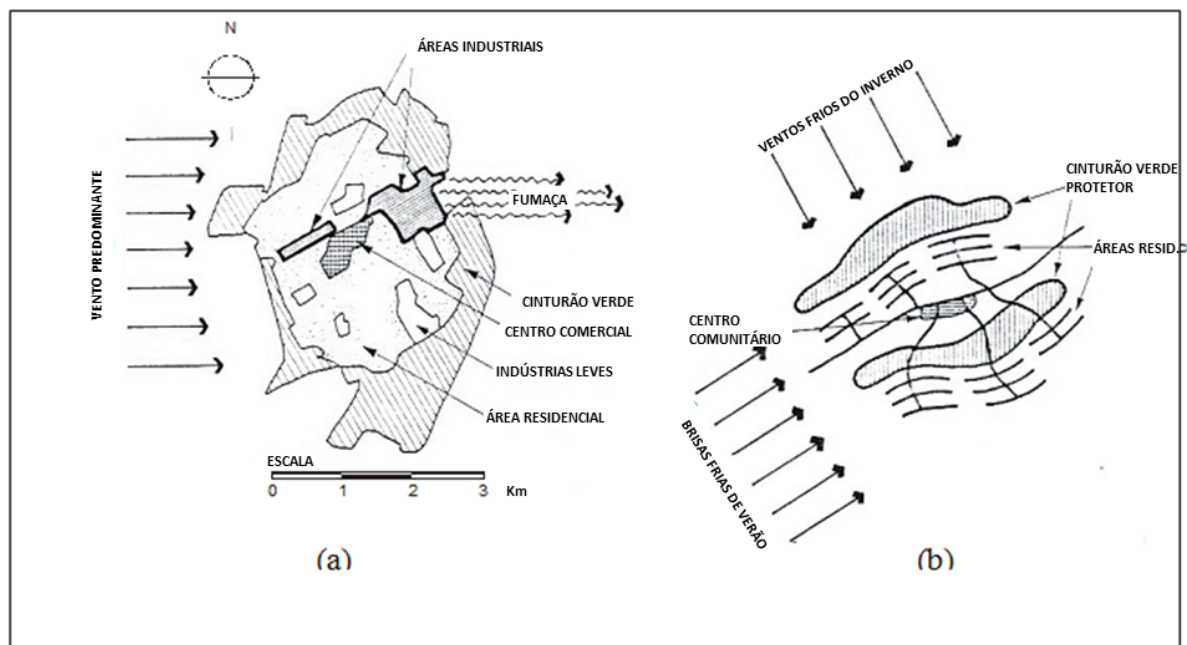 N
ÁREAS INDUSTRIAIS
VENTO PREDOMINANTE
FUMAÇA
CINTURÃO VERDE
CENTRO COMERCIAL
INDÚSTRIAS LEVES
ÁREA RESIDENCIAL
ESCALA
0 1 2 3 Km
(a)
VENTOS FRIOS DO INVERNO
CINTURÃO VERDE
PROTETOR
ÁREAS RESID.
CENTRO
COMUNITÁRIO
BRISAS FRIAS DE VERÃO
(b)